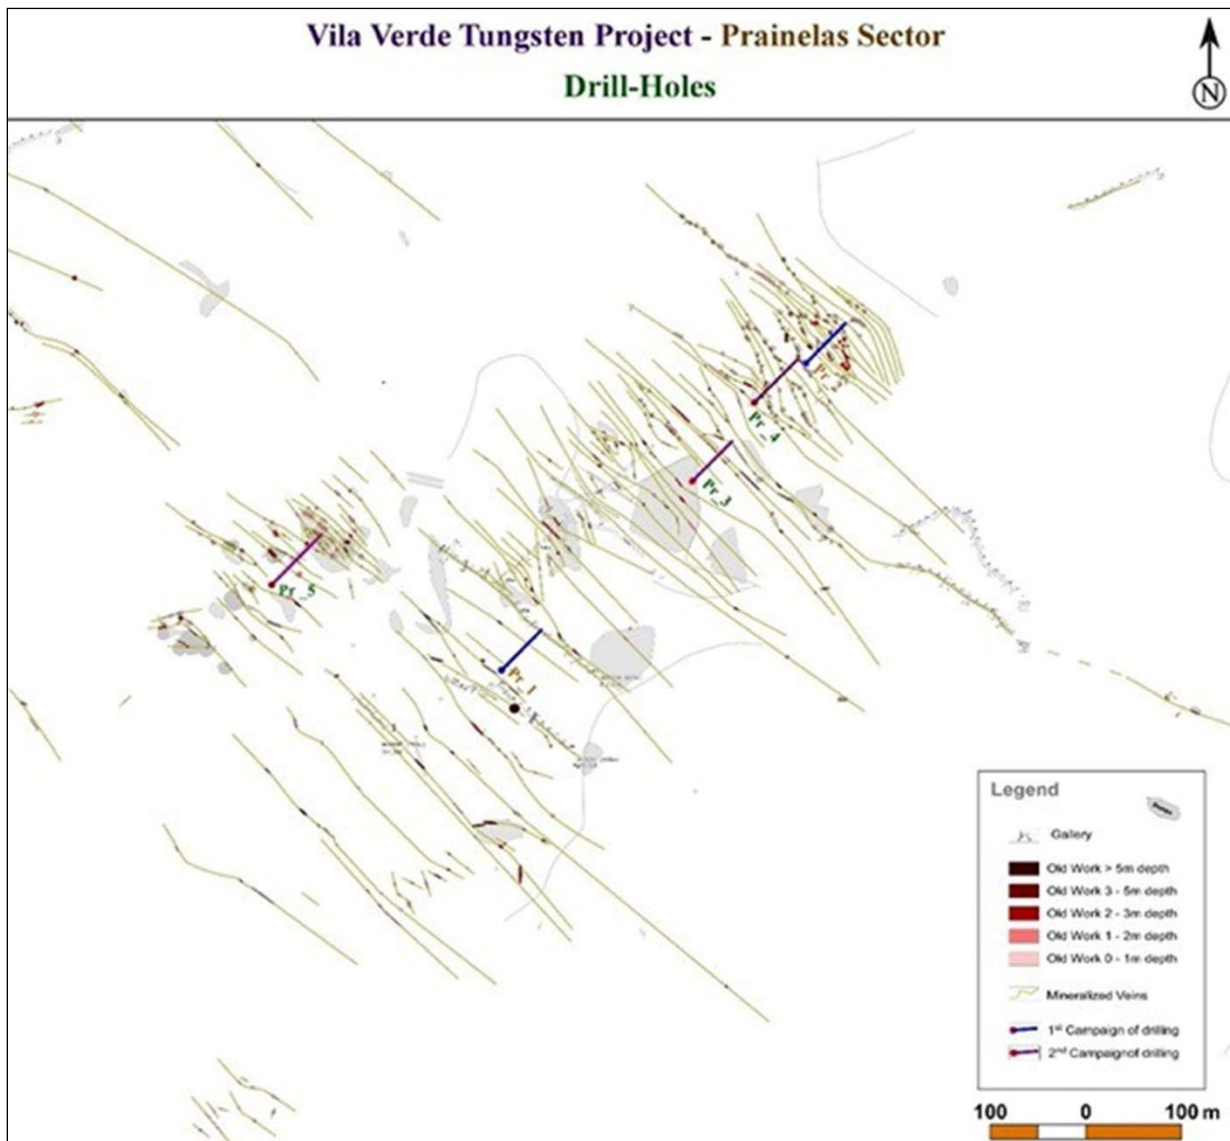 Vila Verde Tungsten Project - Prainelas Sector
Drill-Holes
N
Pr_2
Pr_4
Pr_3
Pr_5
Pr_1
Legend
Gallery
Old Work > 5m depth
Old Work 3 - 5m depth
Old Work 2 - 3m depth
Old Work 1 - 2m depth
Old Work 0 - 1m depth
Mineralized Veins
1st Campaign of drilling
2nd Campaignof drilling
100 0 100 m